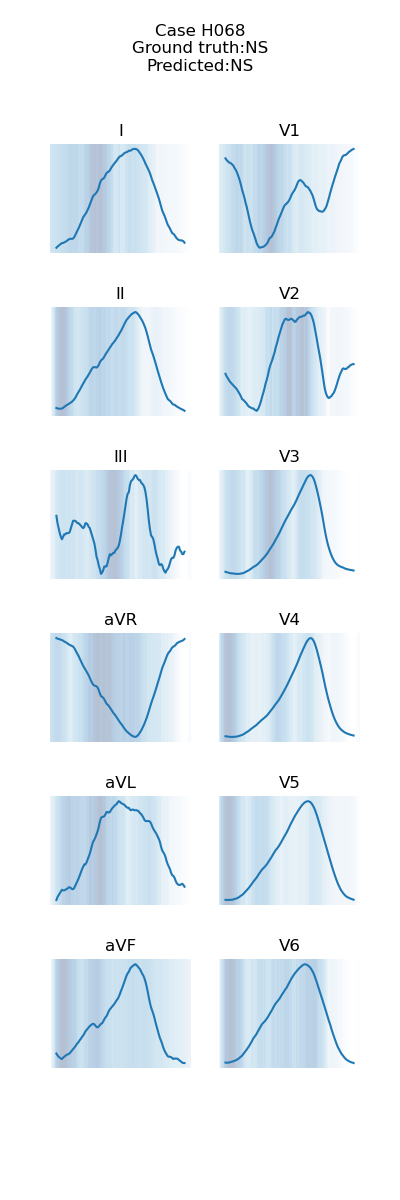 Case H068
Ground truth:NS
Predicted:NS
I
V1
II
V2
III
V3
aVR
V4
aVL
V5
aVF
V6